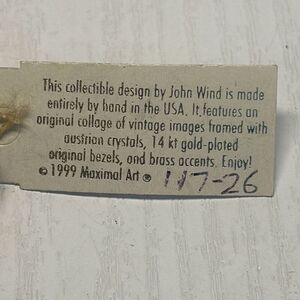 This collectible design by John Wind is made
entirely by hand in the USA. It features an
original collage of vintage images framed with
austrian crystals, 14 kt gold-plated
original bezels, and brass accents. Enjoy!
© 1999 Maximal Art ® 117-26